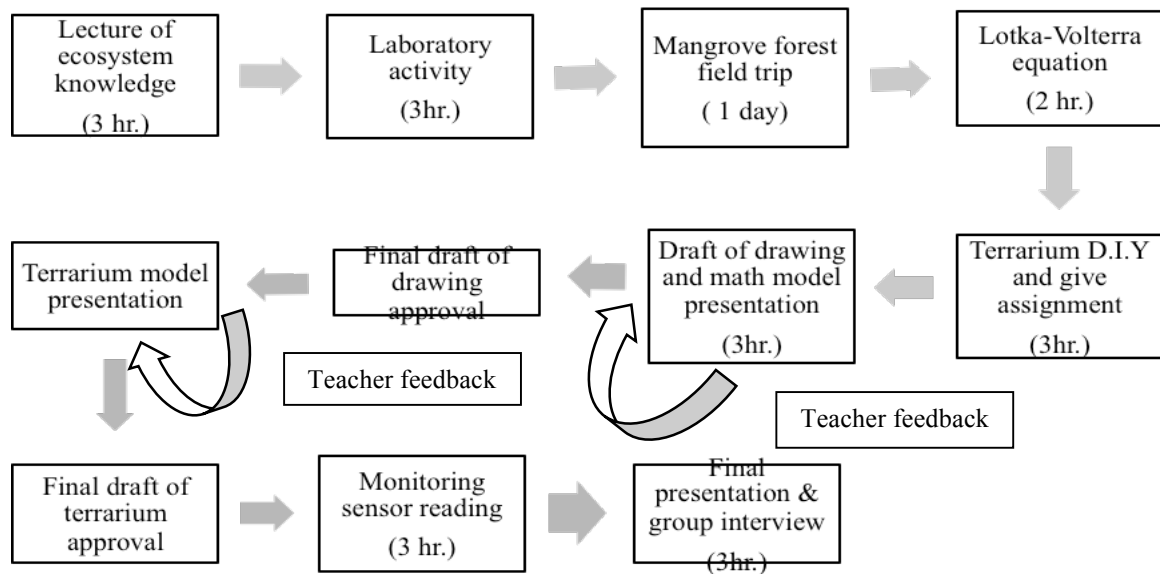 Lecture of
ecosystem
knowledge
(3 hr.)
Laboratory
activity
(3hr.)
Mangrove forest
field trip
( 1 day)
Lotka-Volterra
equation
(2 hr.)
Terrarium D.I.Y
and give
assignment
(3hr.)
Draft of drawing
and math model
presentation
(3hr.)
Teacher feedback
Final draft of
drawing
approval
Terrarium model
presentation
Teacher feedback
Final draft of
terrarium
approval
Monitoring
sensor reading
(3 hr.)
Final
presentation &
group interview
(3hr.)